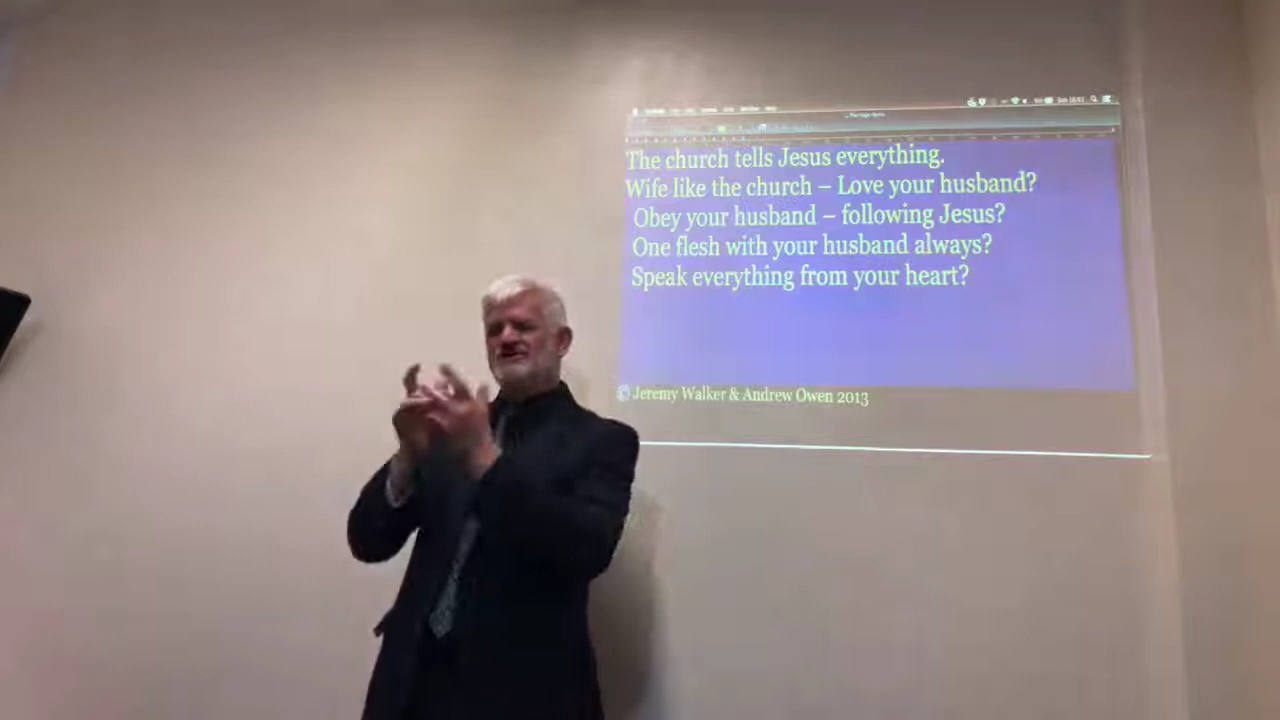 The church tells Jesus everything.
Wife like the church – Love your husband?
Obey your husband – following Jesus?
One flesh with your husband always?
Speak everything from your heart?
© Jeremy Walker & Andrew Owen 2013